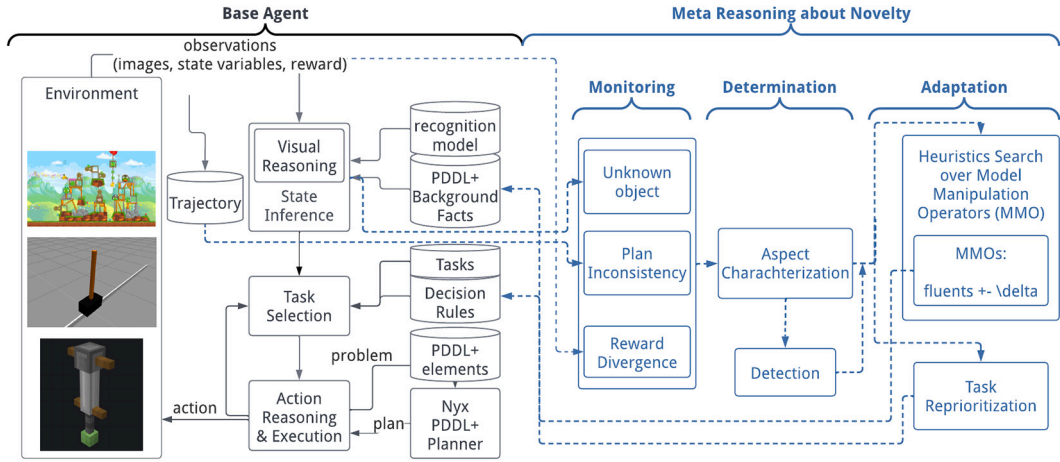 Base Agent
Meta Reasoning about Novelty
observations
(images, state variables, reward)
Environment
Monitoring
Determination
Adaptation
Visual
Reasoning
State
Inference
recognition
model
PDDL+
Background
Facts
Trajectory
Unknown
object
Plan
Inconsistency
Reward
Divergence
Aspect
Charachterization
Detection
Heuristics Search
over Model
Manipulation
Operators (MMO)
MMOs:
fluents +- \delta
Task
Reprioritization
Tasks
Decision
Rules
Task
Selection
problem
PDDL+
elements
action
Action
Reasoning
& Execution
plan
Nyx
PDDL+
Planner